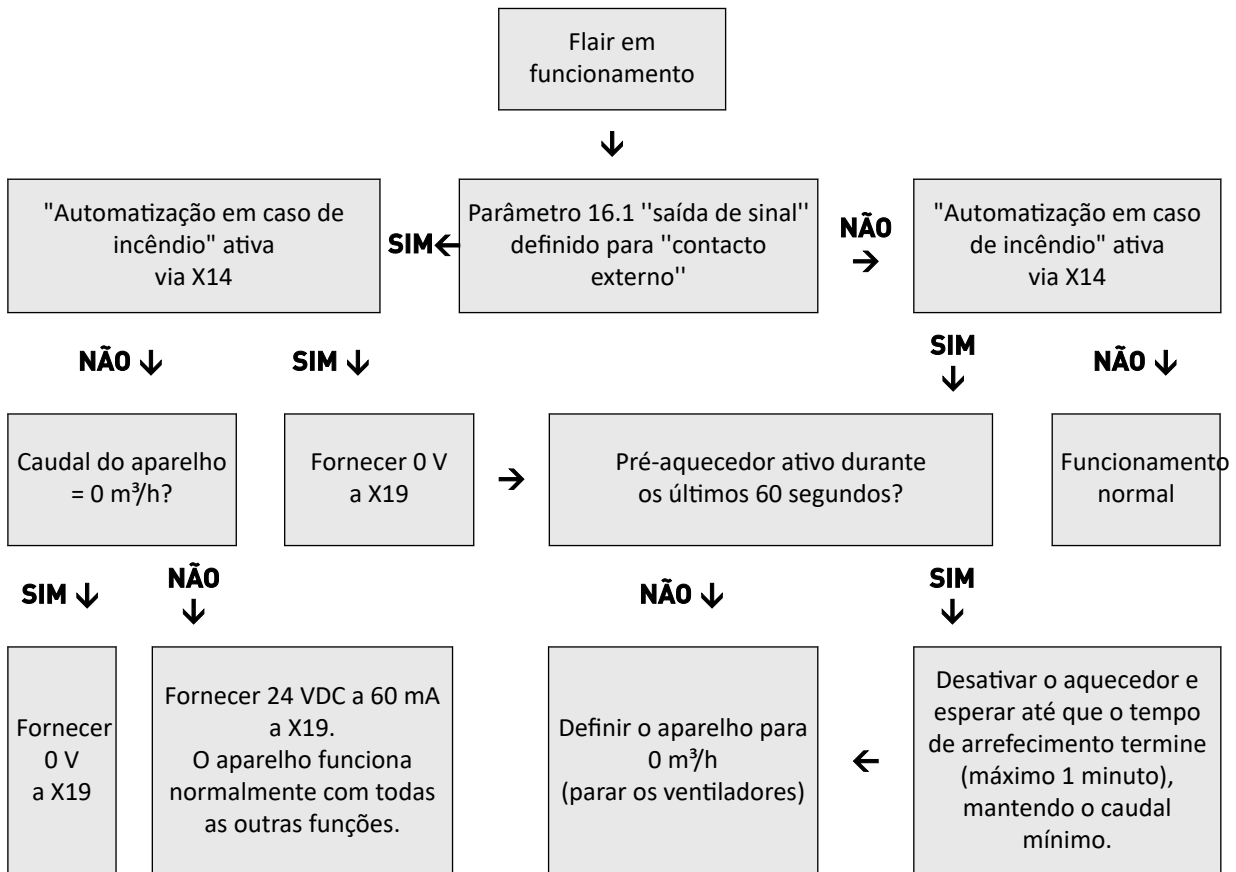 Flair em
funcionamento
"Automatização em caso de
incêndio" ativa
via X14
SIM
Parâmetro 16.1 ''saída de sinal''
definido para ''contacto
externo''
NÃO
"Automatização em caso
de incêndio" ativa
via X14
NÃO
SIM
SIM
NÃO
Caudal do aparelho
= 0 m³/h?
Fornecer 0 V
a X19
Pré-aquecedor ativo durante
os últimos 60 segundos?
Funcionamento
normal
SIM
NÃO
NÃO
SIM
Fornecer
0 V
a X19
Fornecer 24 VDC a 60 mA
a X19.
O aparelho funciona
normalmente com todas
as outras funções.
Definir o aparelho para
0 m³/h
(parar os ventiladores)
Desativar o aquecedor e
esperar até que o tempo
de arrefecimento termine
(máximo 1 minuto),
mantendo o caudal
mínimo.